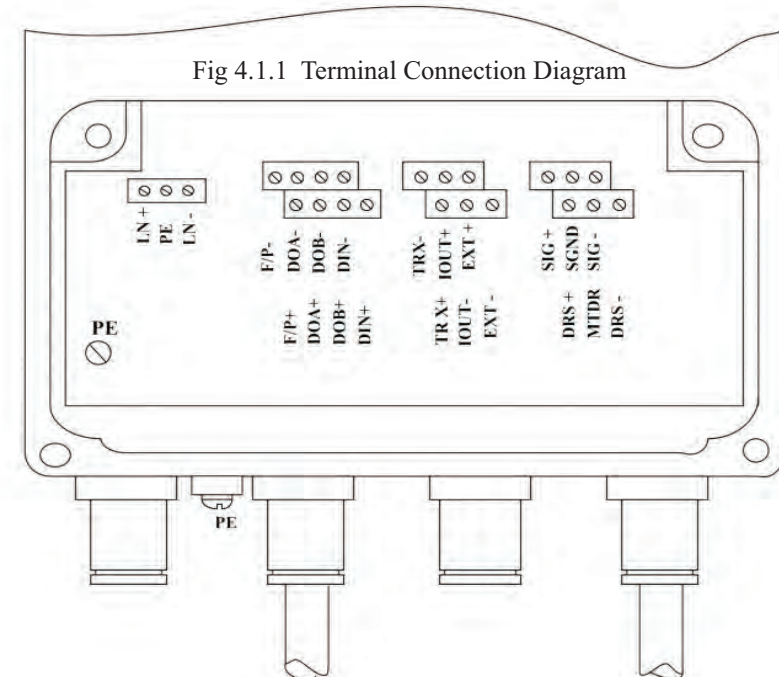 Fig 4.1.1 Terminal Connection Diagram
LN +
PE
LN -
F/P-
DOA-
DOB-
DIN-
F/P+
DOA+
DOB+
DIN+
TRX-
IOUT+
EXT +
TR X+
IOUT-
EXT -
SIG +
SGND
SIG -
DRS +
MTDR
DRS -
PE
PE